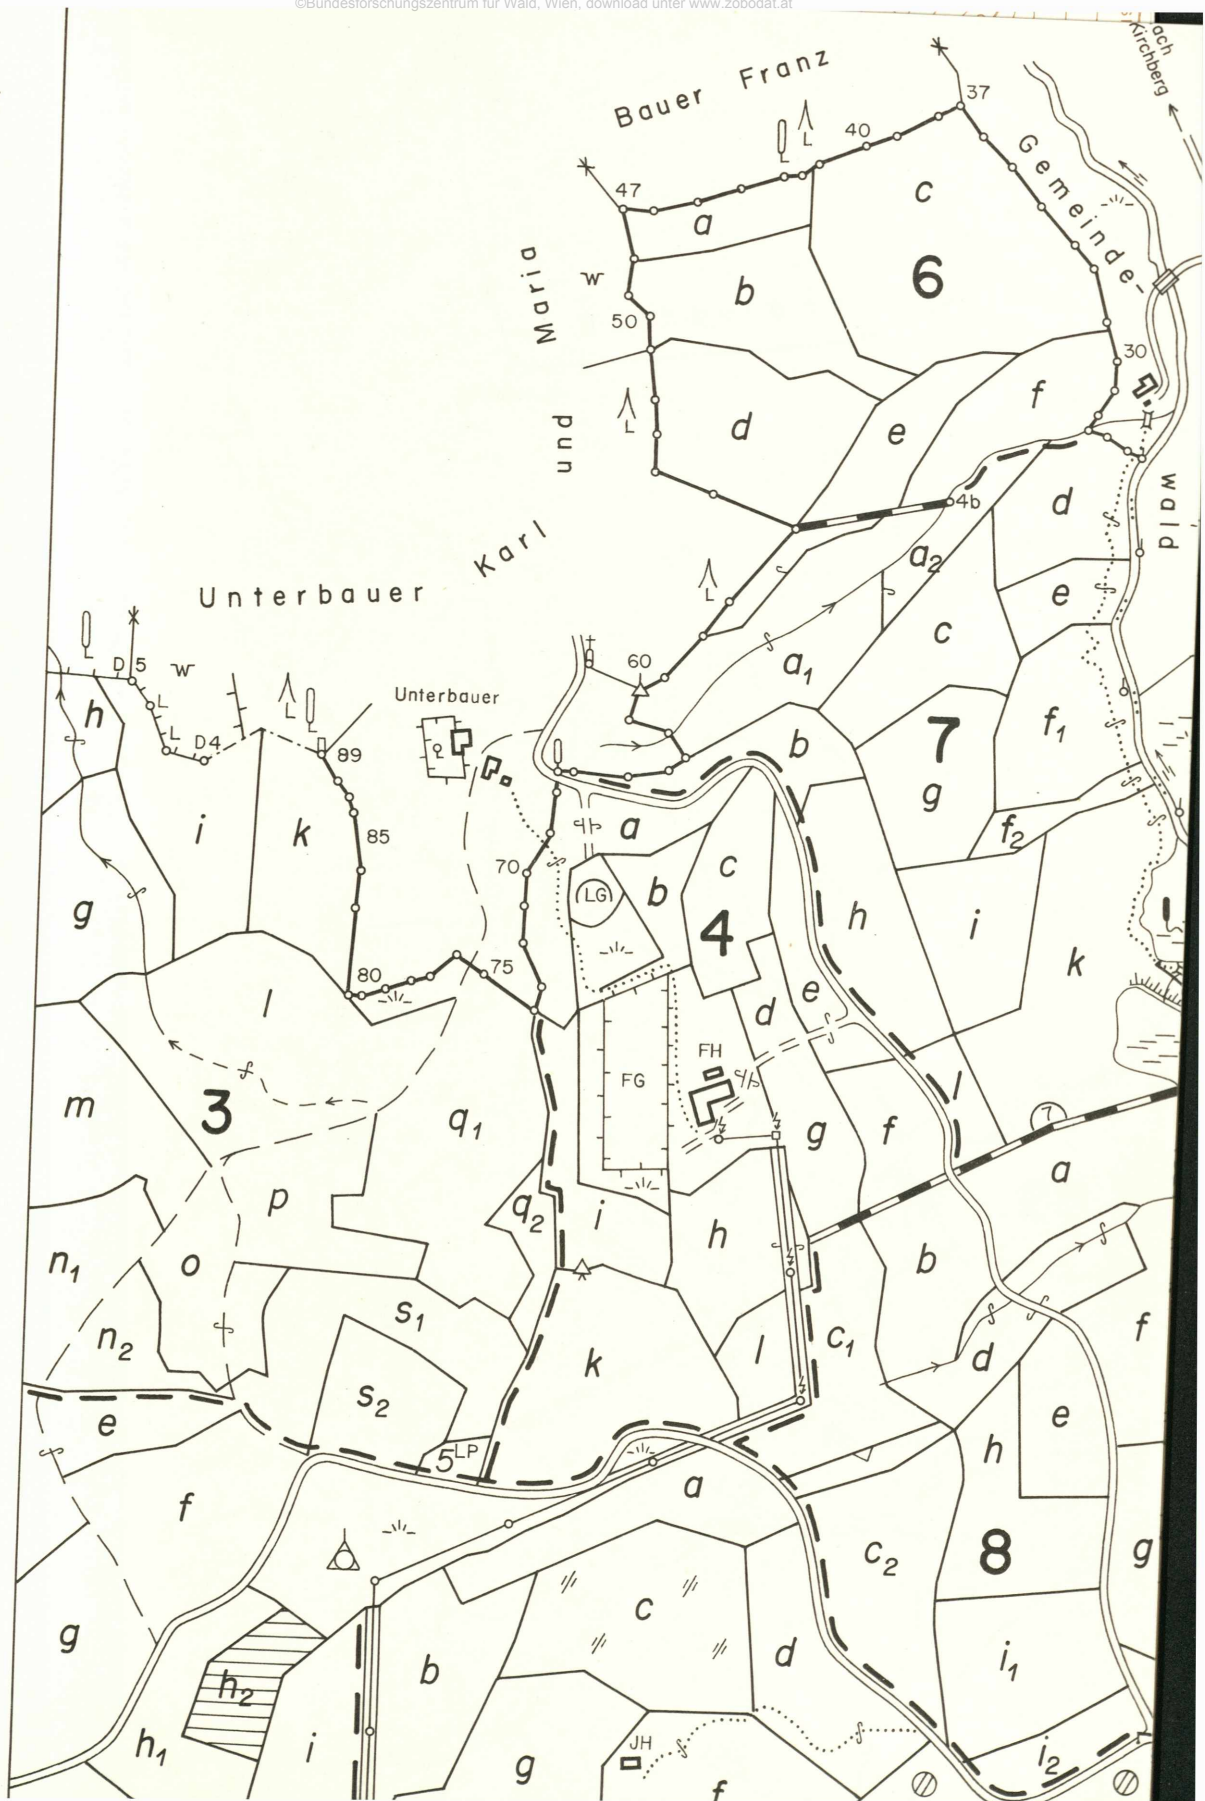 ©Bundesforschungszentrum für Wald, Wien, download unter www.zobodat.at
Kirchberg
Bauer Franz
37
40
L
L
47
a
c
Gemeinde-
6
b
W
Maria
50
30
L
und
d
e
f
4b
wald
d
Karl
a2
e
L
Unterbauer
c
60
a1
D 5
W
L
L
L
L
D4
L
89
Unterbauer
h
b
7
f1
g
i
k
85
a
f2
70
c
LG
b
g
h
i
4
k
80
75
e
l
d
FH
FG
m
3
q1
g
f
l
7
a
p
q2
i
h
n1
o
b
s1
n2
c1
f
d
k
l
s2
e
e
5
LP
h
a
f
c2
8
g
c
g
h2
b
d
i1
h1
i
JH
g
i2
f